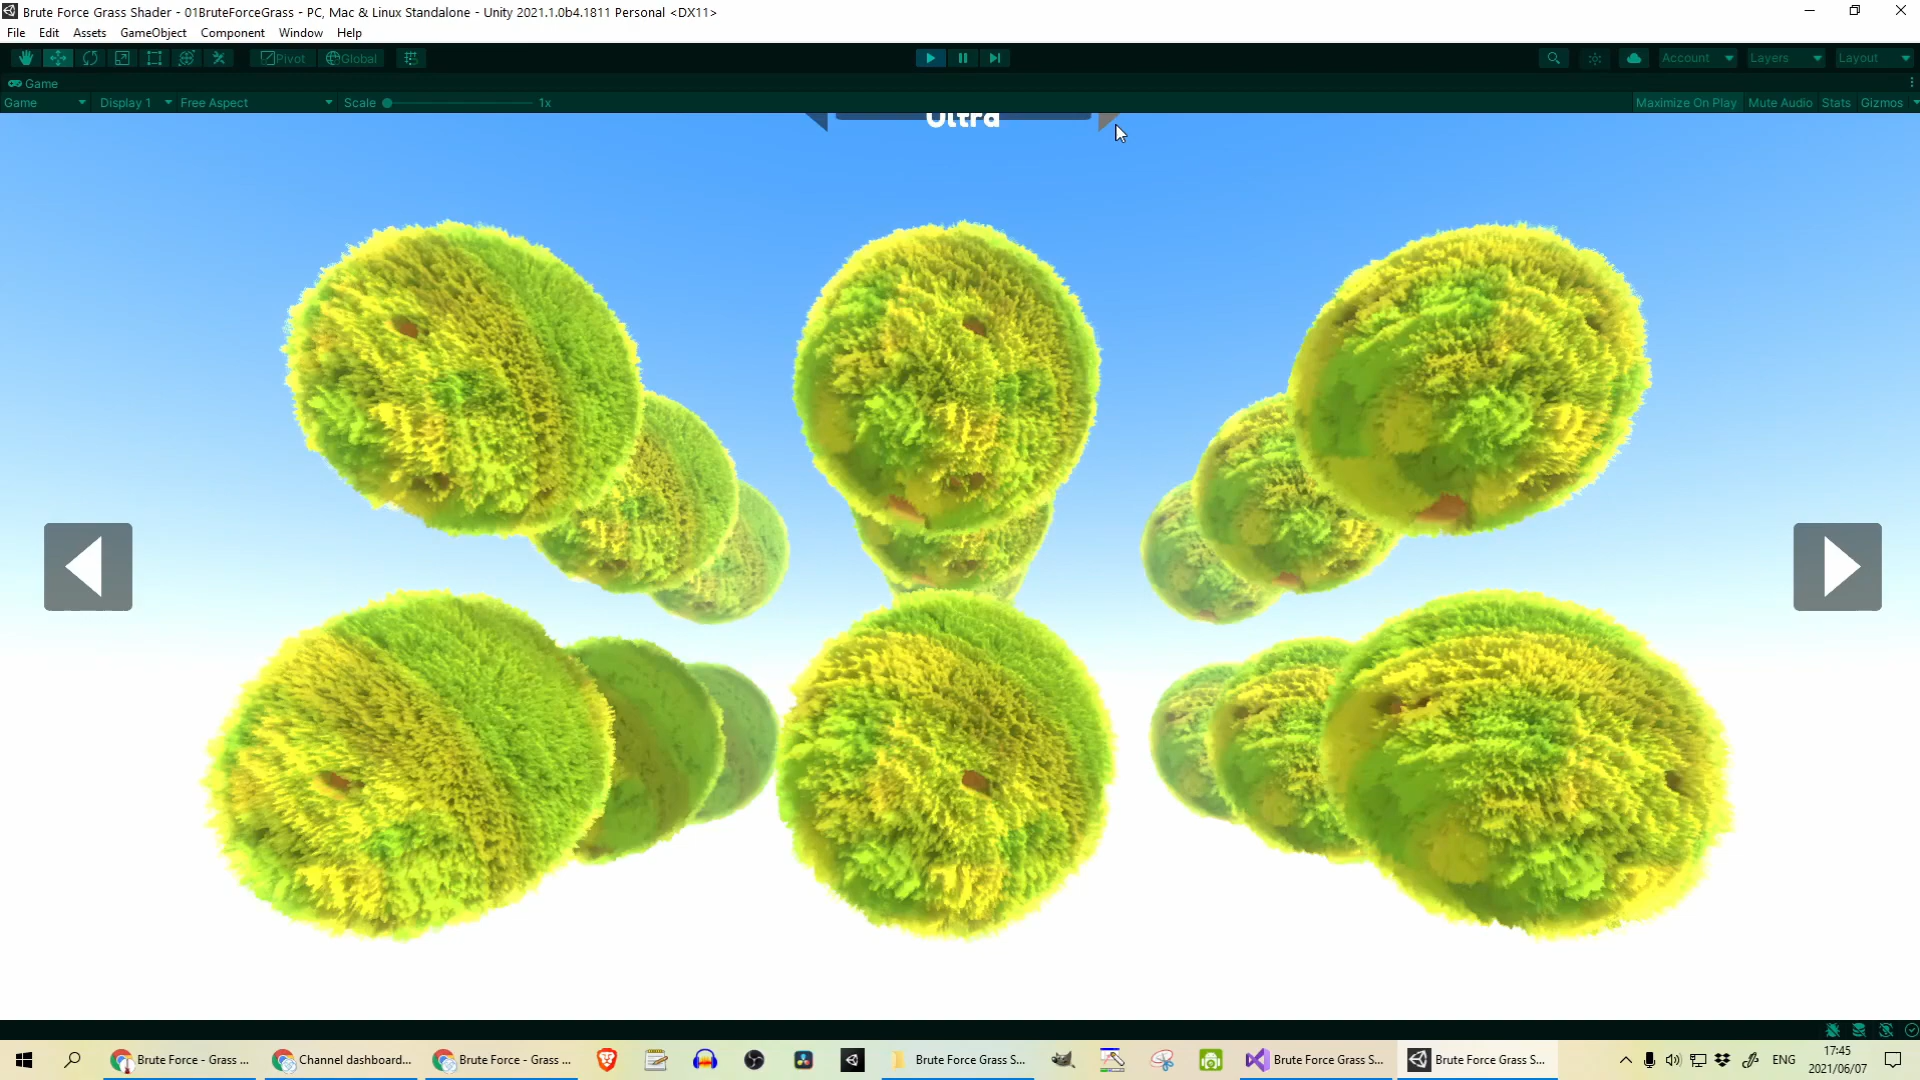 Brute Force Grass Shader - 01BruteForceGrass - PC, Mac & Linux Standalone - Unity 2021.1.0b4.1811 Personal <DX11>
File Edit Assets GameObject Component Window Help
Pivot Global Account Layers Layout
Game
Game Display 1 Free Aspect Scale 1x Maximize On Play Mute Audio Stats Gizmos
Ultra
Brute Force - Grass ... Channel dashboard... Brute Force - Grass ... Brute Force Grass S... Brute Force Grass S... Brute Force Grass S... ENG 17:45
2021/06/07